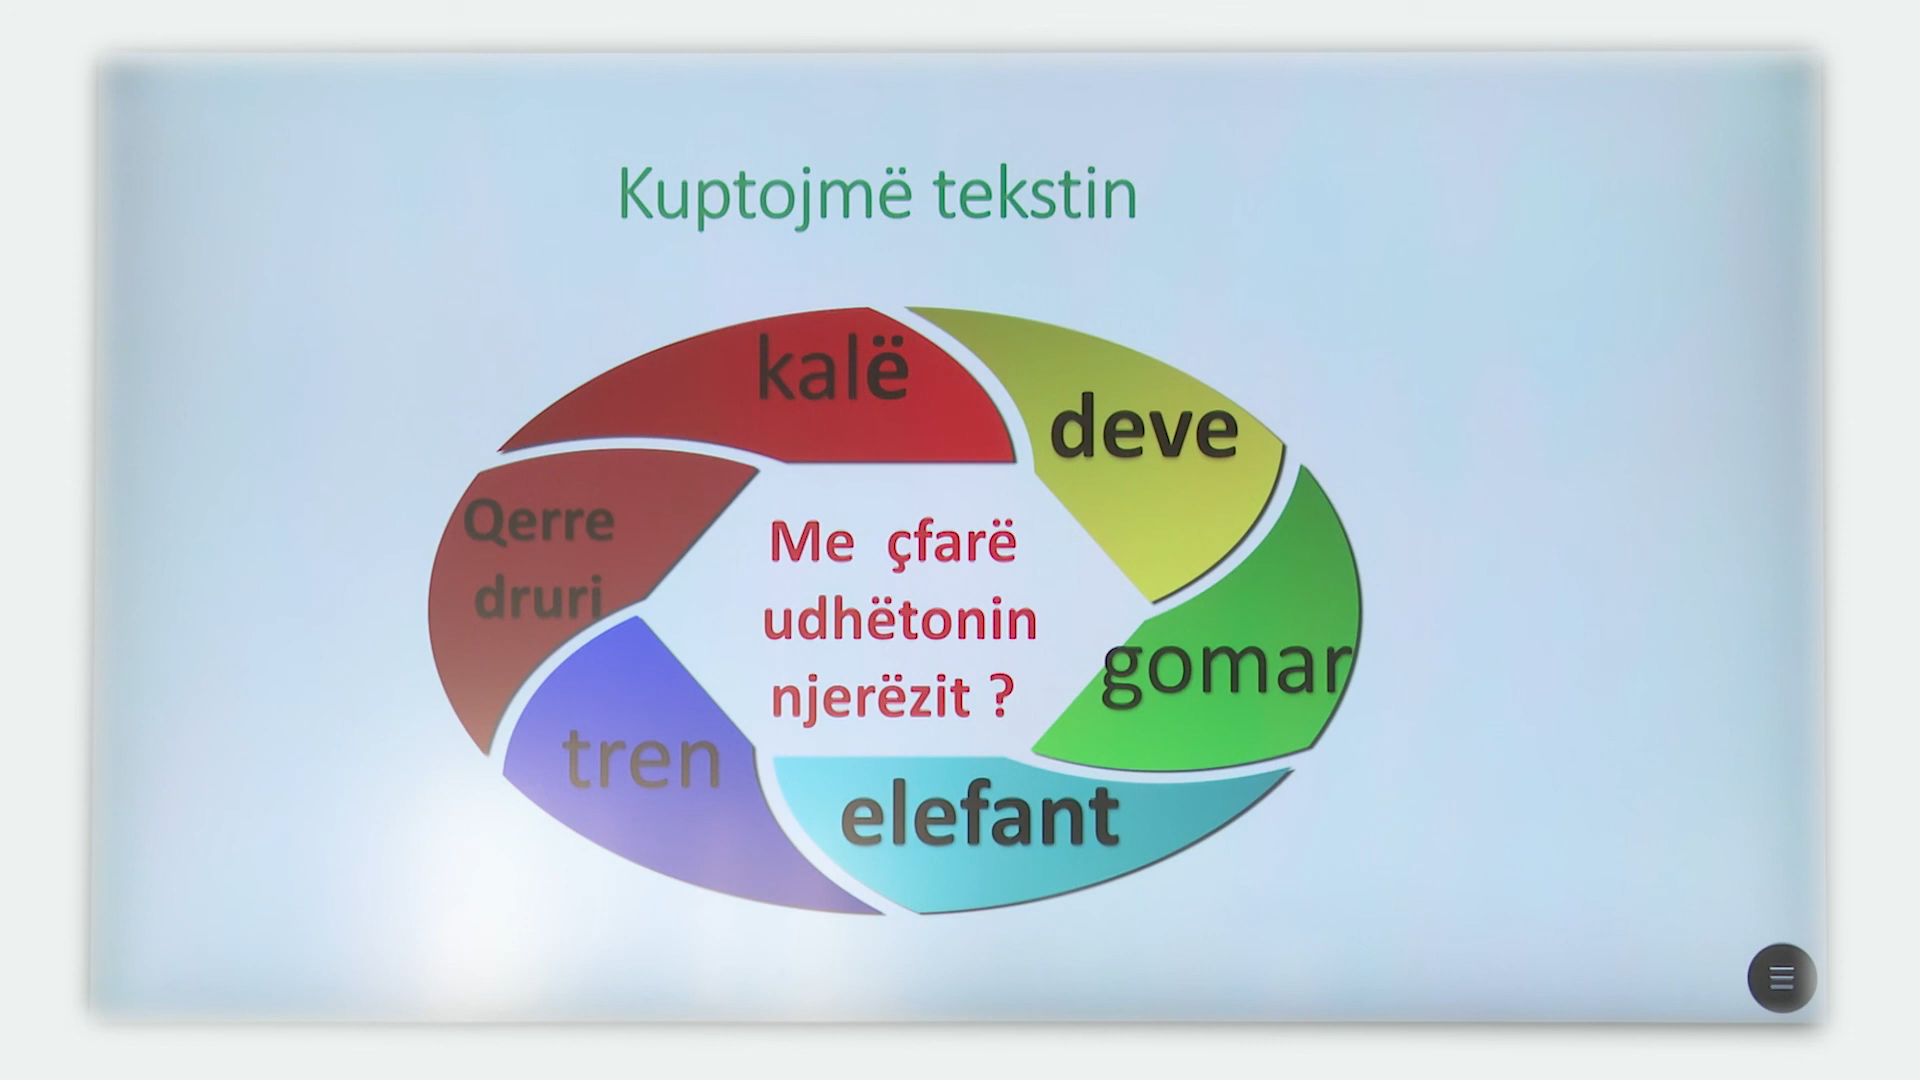 Kuptojmë tekstin
kalë
deve
gomar
elefant
tren
Qerre
druri
Me çfarë
udhëtonin
njerëzit ?